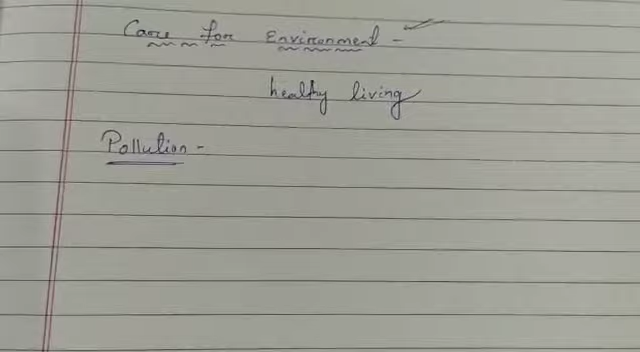 Care for Environment -
healthy living
Pollution -